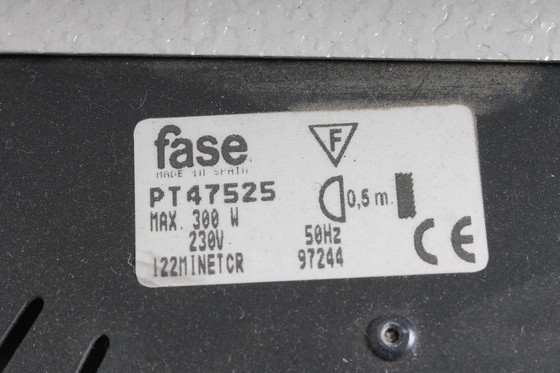 fase
MADE IN SPAIN
F
PT47525
0,5 m.
MAX. 300 W
230V 50Hz
122MINETCR 97244
CE